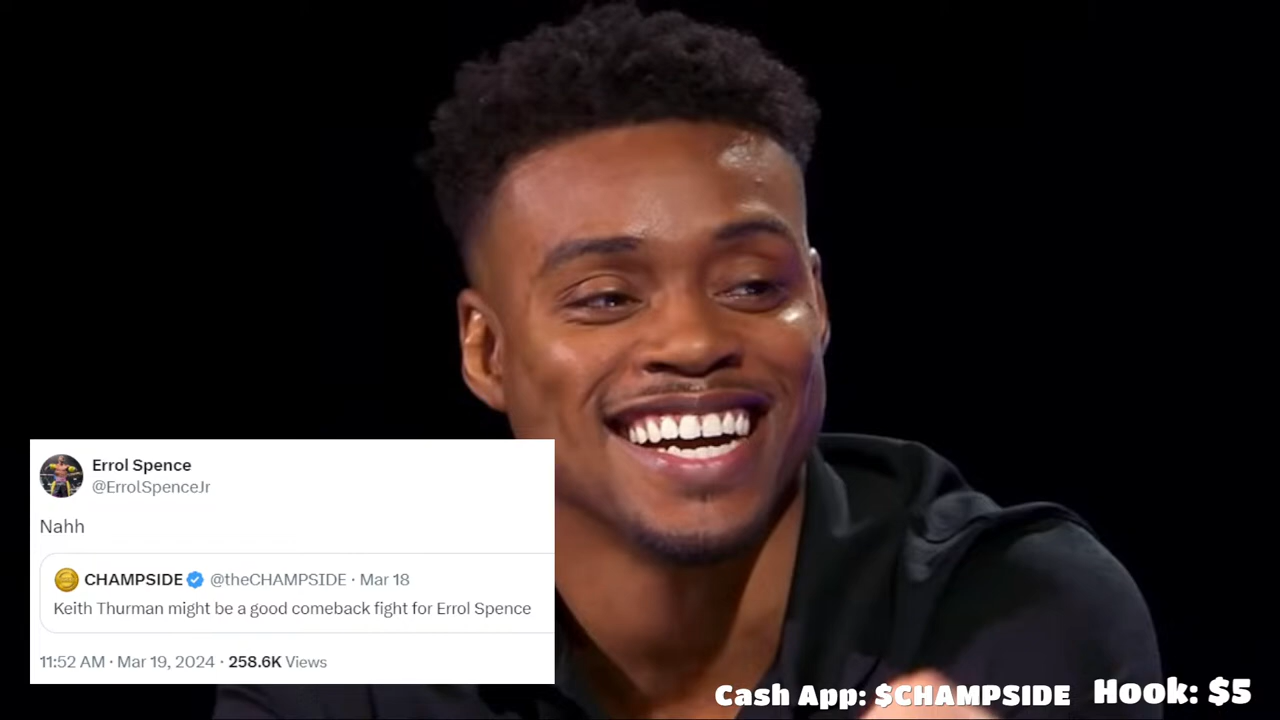 Errol Spence
@ErrolSpenceJr
Nahh
CHAMPSIDE @theCHAMPSIDE · Mar 18
Keith Thurman might be a good comeback fight for Errol Spence
11:52 AM · Mar 19, 2024 · 258.6K Views
Cash App: $CHAMPSIDE Hook: $5